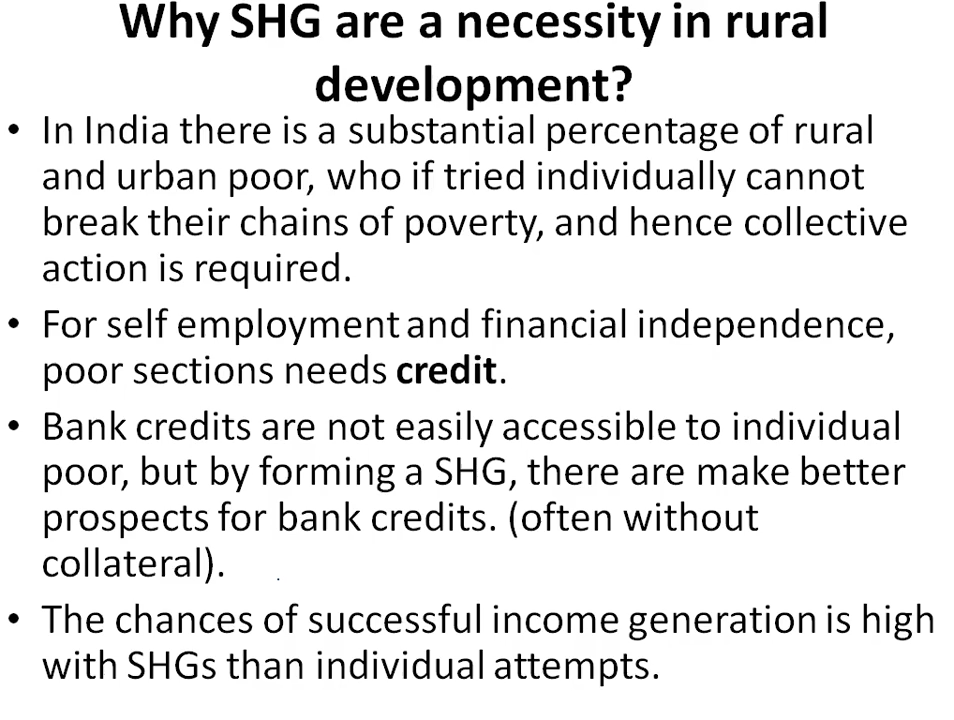 Why SHG are a necessity in rural
development?
• In India there is a substantial percentage of rural
and urban poor, who if tried individually cannot
break their chains of poverty, and hence collective
action is required.
• For self employment and financial independence,
poor sections needs credit.
• Bank credits are not easily accessible to individual
poor, but by forming a SHG, there are make better
prospects for bank credits. (often without
collateral).
• The chances of successful income generation is high
with SHGs than individual attempts.